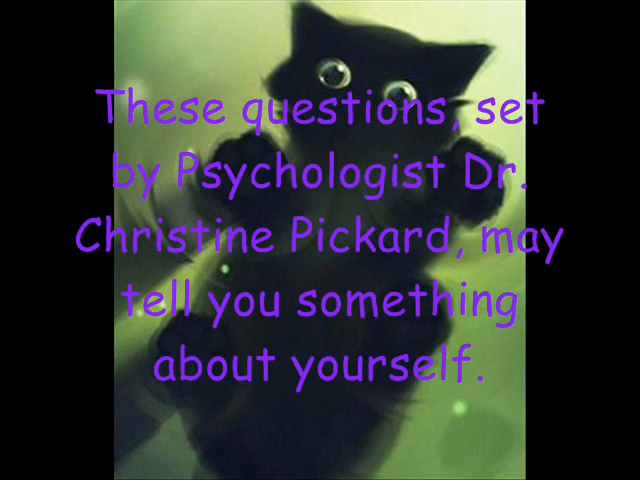 These questions, set
by Psychologist Dr.
Christine Pickard, may
tell you something
about yourself.